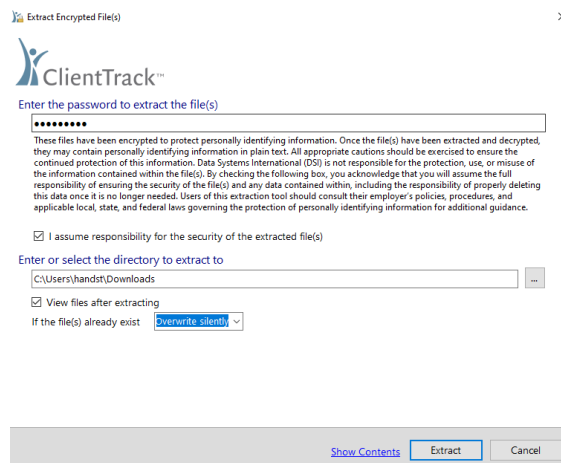 Extract Encrypted File(s)
ClientTrack™
Enter the password to extract the file(s)
•••••••••
These files have been encrypted to protect personally identifying information. Once the file(s) have been extracted and decrypted,
they may contain personally identifying information in plain text. All appropriate cautions should be exercised to ensure the
continued protection of this information. Data Systems International (DSI) is not responsible for the protection, use, or misuse of
the information contained within the file(s). By checking the following box, you acknowledge that you will assume the full
responsibility of ensuring the security of the file(s) and any data contained within, including the responsibility of properly deleting
this data once it is no longer needed. Users of this extraction tool should consult their employer's policies, procedures, and
applicable local, state, and federal laws governing the protection of personally identifying information for additional guidance.
I assume responsibility for the security of the extracted file(s)
Enter or select the directory to extract to
C:\Users\handst\Downloads
...
View files after extracting
If the file(s) already exist Overwrite silently
Show Contents Extract Cancel